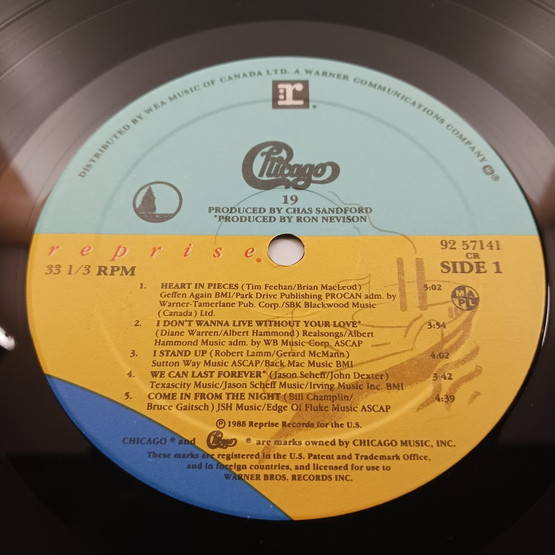 DISTRIBUTED BY WEA MUSIC OF CANADA LTD. A WARNER COMMUNICATIONS COMPANY
r
Chicago
19
PRODUCED BY CHAS SANDFORD
*PRODUCED BY RON NEVISON
reprise
33 1/3 RPM
92 57141
CR
SIDE 1
1. HEART IN PIECES (Tim Feehan/Brian MacLeod) 5:02
Geffen Again BMI/Park Drive Publishing PROCAN adm. by
Warner-Tamerlane Pub. Corp./SBK Blackwood Music
(Canada) Ltd.
MAPL
2. I DON'T WANNA LIVE WITHOUT YOUR LOVE* 3:54
(Diane Warren/Albert Hammond) Realsongs/Albert
Hammond Music adm. by WB Music Corp. ASCAP
3. I STAND UP (Robert Lamm/Gerard McMann) 4:02
Sutton Way Music ASCAP/Back Mac Music BMI
4. WE CAN LAST FOREVER* (Jason Scheff/John Dexter) 3:42
Texascity Music/Jason Scheff Music/Irving Music Inc. BMI
5. COME IN FROM THE NIGHT (Bill Champlin/ 4:39
Bruce Gaitsch) JSH Music/Edge Of Fluke Music ASCAP
℗ 1988 Reprise Records for the U.S.
CHICAGO ® and Chicago ® are marks owned by CHICAGO MUSIC, INC.
These marks are registered in the U.S. Patent and Trademark Office,
and in foreign countries, and licensed for use to
WARNER BROS. RECORDS INC.